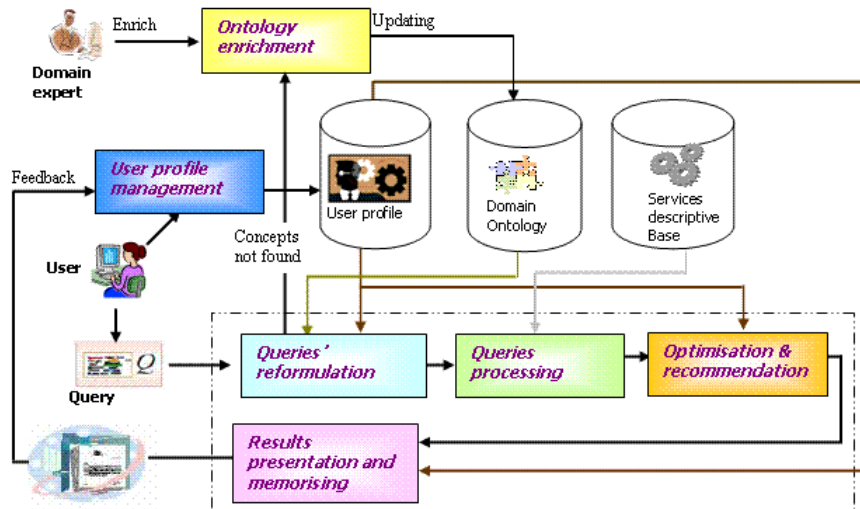 Enrich
Ontology
enrichment
Updating
Domain
expert
Feedback
User profile
management
User profile
Domain
Ontology
Services
descriptive
Base
User
Concepts
not found
Query
Q
Queries'
reformulation
Queries
processing
Optimisation &
recommendation
Results
presentation and
memorising